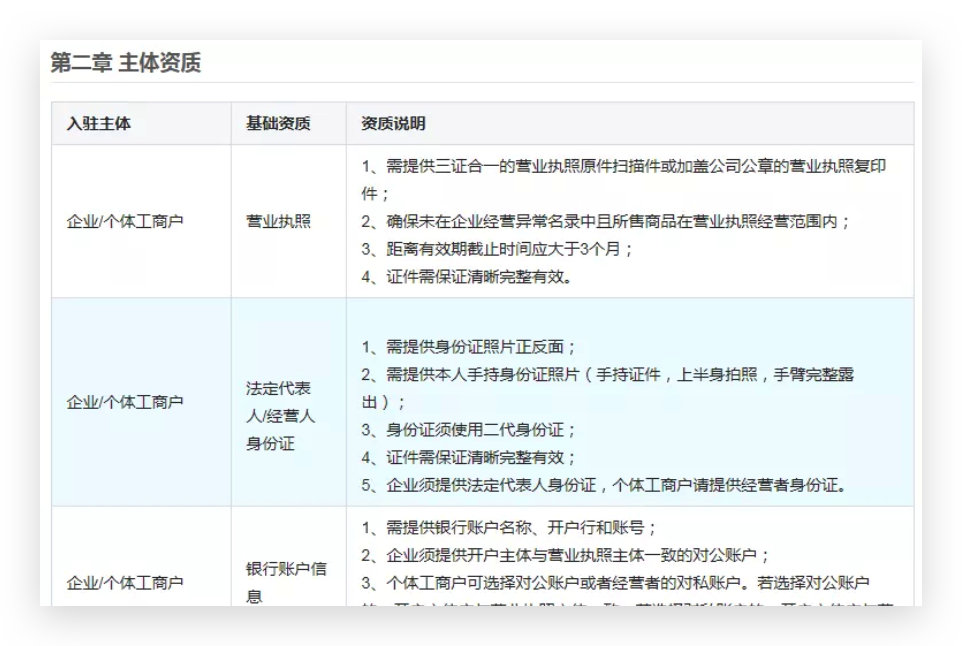 第二章 主体资质
入驻主体 基础资质 资质说明
企业/个体工商户
营业执照
1、需提供三证合一的营业执照原件扫描件或加盖公司公章的营业执照复印
件；
2、确保未在企业经营异常名录中且所售商品在营业执照经营范围内；
3、距离有效期截止时间应大于3个月；
4、证件需保证清晰完整有效。
企业/个体工商户
法定代表
人/经营人
身份证
1、需提供身份证照片正反面；
2、需提供本人手持身份证照片（手持证件，上半身拍照，手臂完整露
出）；
3、身份证须使用二代身份证；
4、证件需保证清晰完整有效；
5、企业须提供法定代表人身份证，个体工商户请提供经营者身份证。
企业/个体工商户
银行账户信
息
1、需提供银行账户名称、开户行和账号；
2、企业须提供开户主体与营业执照主体一致的对公账户；
3、个体工商户可选择对公账户或者经营者的对私账户。若选择对公账户